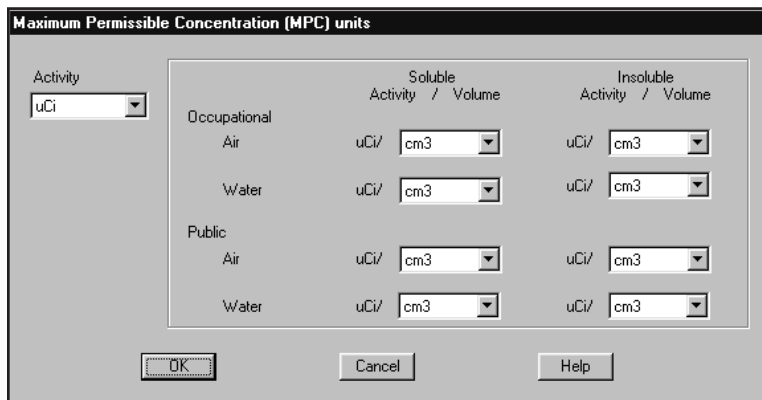 Maximum Permissible Concentration (MPC) units
Activity
uCi
Soluble Insoluble
Activity / Volume Activity / Volume
Occupational
Air uCi/ cm3 uCi/ cm3
Water uCi/ cm3 uCi/ cm3
Public
Air uCi/ cm3 uCi/ cm3
Water uCi/ cm3 uCi/ cm3
OK Cancel Help